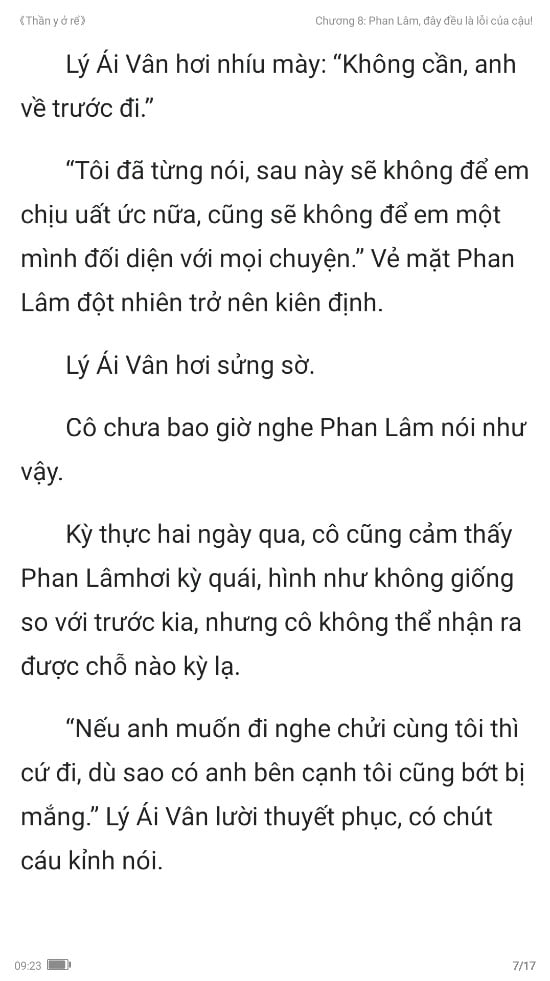 《Thần y ở rể》
Chương 8: Phan Lâm, đây đều là lỗi của cậu!
Lý Ái Vân hơi nhíu mày: “Không cần, anh
về trước đi.”
“Tôi đã từng nói, sau này sẽ không để em
chịu uất ức nữa, cũng sẽ không để em một
mình đối diện với mọi chuyện.” Vẻ mặt Phan
Lâm đột nhiên trở nên kiên định.
Lý Ái Vân hơi sửng sờ.
Cô chưa bao giờ nghe Phan Lâm nói như
vậy.
Kỳ thực hai ngày qua, cô cũng cảm thấy
Phan Lâmhơi kỳ quái, hình như không giống
so với trước kia, nhưng cô không thể nhận ra
được chỗ nào kỳ lạ.
“Nếu anh muốn đi nghe chửi cùng tôi thì
cứ đi, dù sao có anh bên cạnh tôi cũng bớt bị
mắng.” Lý Ái Vân lười thuyết phục, có chút
cáu kỉnh nói.
09:23
7/17